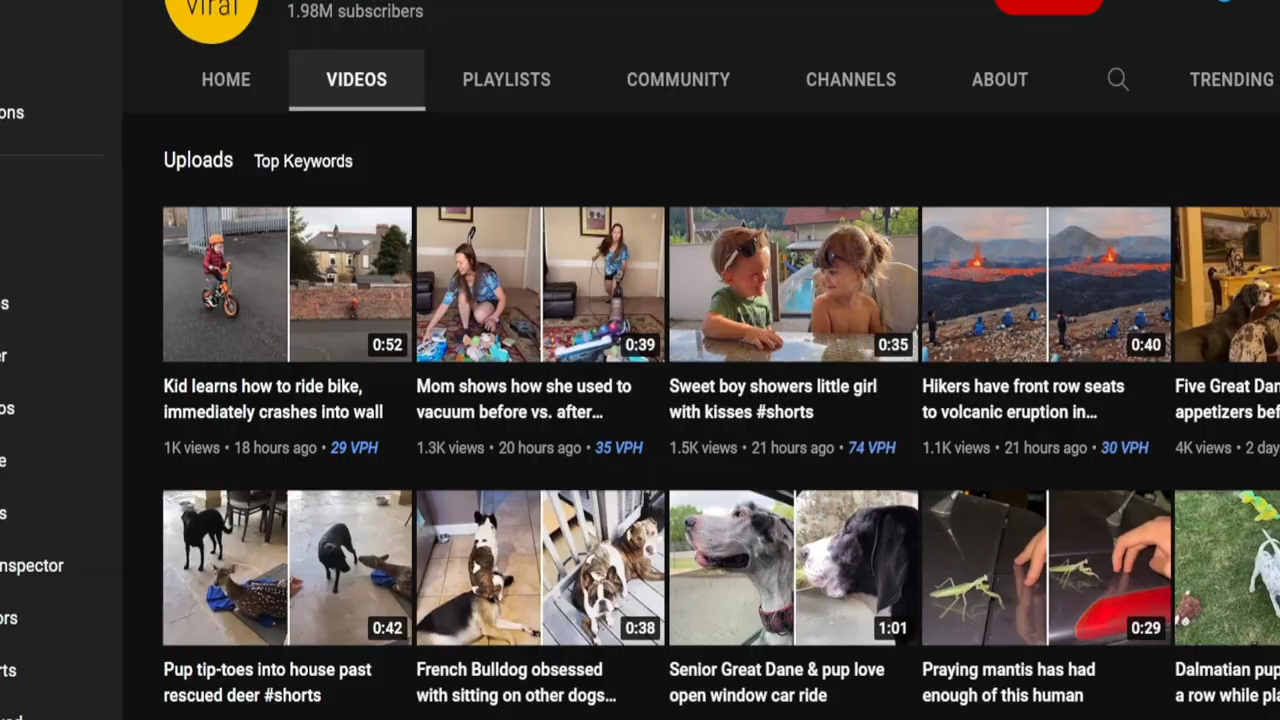 viral
1.98M subscribers
HOME VIDEOS PLAYLISTS COMMUNITY CHANNELS ABOUT TRENDING
ons
Uploads Top Keywords
0:52 0:39 0:35 0:40
s
er
os
e
s
nspector
ors
rts
Kid learns how to ride bike,
immediately crashes into wall
1K views • 18 hours ago • 29 VPH
Mom shows how she used to
vacuum before vs. after...
1.3K views • 20 hours ago • 35 VPH
Sweet boy showers little girl
with kisses #shorts
1.5K views • 21 hours ago • 74 VPH
Hikers have front row seats
to volcanic eruption in...
1.1K views • 21 hours ago • 30 VPH
Five Great Dan
appetizers bef
4K views • 2 day
0:42 0:38 1:01 0:29
Pup tip-toes into house past
rescued deer #shorts
French Bulldog obsessed
with sitting on other dogs...
Senior Great Dane & pup love
open window car ride
Praying mantis has had
enough of this human
Dalmatian pup
a row while pla